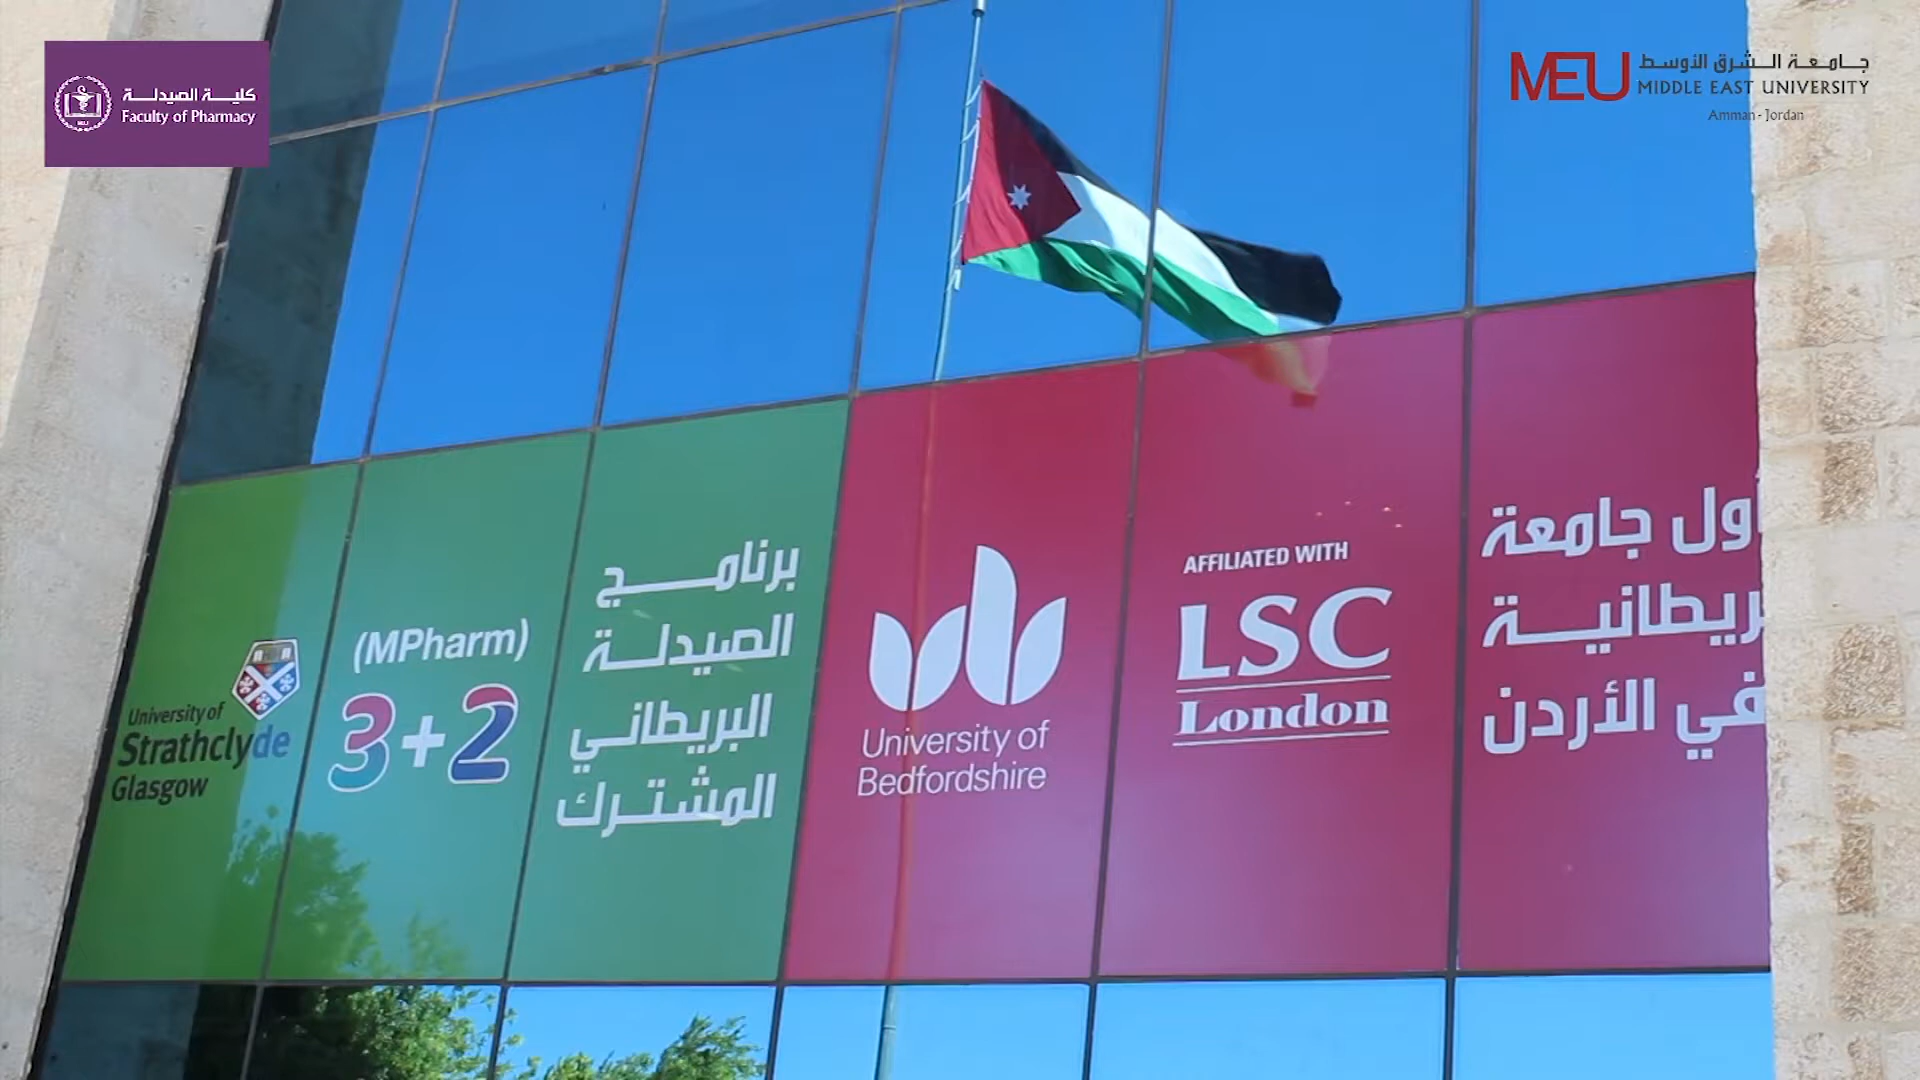 كلية الصيدلة
Faculty of Pharmacy
MEU
جامعة الشرق الأوسط
MIDDLE EAST UNIVERSITY
Amman - Jordan
University of
Strathclyde
Glasgow
(MPharm)
3+2
برنامج
الصيدلة
البريطاني
المشترك
University of
Bedfordshire
AFFILIATED WITH
LSC
London
أول جامعة
بريطانية
في الأردن